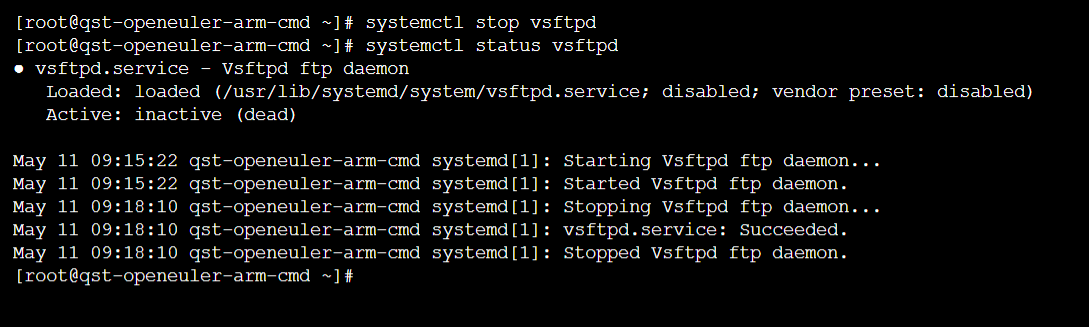 [root@qst-openeuler-arm-cmd ~]# systemctl stop vsftpd
[root@qst-openeuler-arm-cmd ~]# systemctl status vsftpd
● vsftpd.service - Vsftpd ftp daemon
   Loaded: loaded (/usr/lib/systemd/system/vsftpd.service; disabled; vendor preset: disabled)
   Active: inactive (dead)

May 11 09:15:22 qst-openeuler-arm-cmd systemd[1]: Starting Vsftpd ftp daemon...
May 11 09:15:22 qst-openeuler-arm-cmd systemd[1]: Started Vsftpd ftp daemon.
May 11 09:18:10 qst-openeuler-arm-cmd systemd[1]: Stopping Vsftpd ftp daemon...
May 11 09:18:10 qst-openeuler-arm-cmd systemd[1]: vsftpd.service: Succeeded.
May 11 09:18:10 qst-openeuler-arm-cmd systemd[1]: Stopped Vsftpd ftp daemon.
[root@qst-openeuler-arm-cmd ~]#